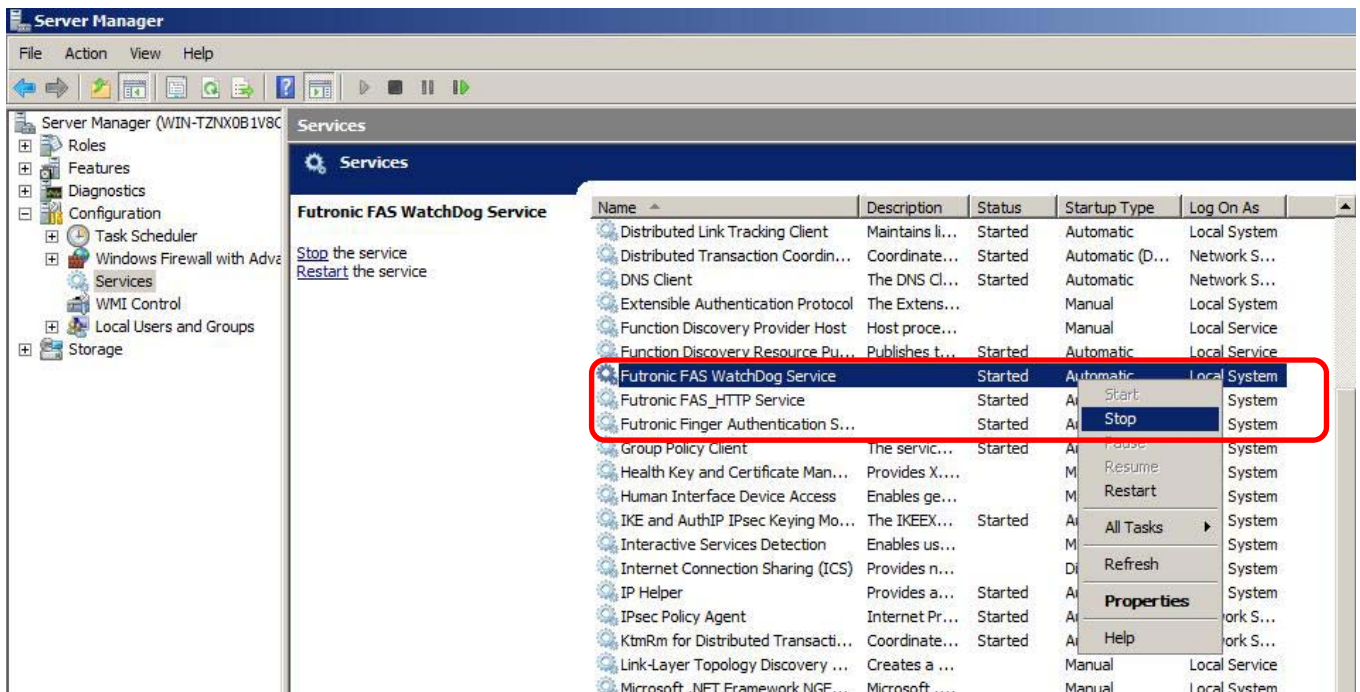 Server Manager
File Action View Help
Server Manager (WIN-TZNX0B1V8C
Roles
Features
Diagnostics
Configuration
Task Scheduler
Windows Firewall with Adva
Services
WMI Control
Local Users and Groups
Storage
Services
Services
Futronic FAS WatchDog Service
Stop the service
Restart the service
Name Description Status Startup Type Log On As
Distributed Link Tracking Client Maintains li... Started Automatic Local System
Distributed Transaction Coordin... Coordinate... Started Automatic (D... Network S...
DNS Client The DNS Cl... Started Automatic Network S...
Extensible Authentication Protocol The Extens... Manual Local System
Function Discovery Provider Host Host proce... Manual Local Service
Function Discovery Resource Pu... Publishes t... Started Automatic Local Service
Futronic FAS WatchDog Service Started Automatic Local System
Futronic FAS_HTTP Service Started System
Futronic Finger Authentication S... Started System
Group Policy Client The servic... Started System
Health Key and Certificate Man... Provides X.... System
Human Interface Device Access Enables ge... System
IKE and AuthIP IPsec Keying Mo... The IKEEX... Started System
Interactive Services Detection Enables us... System
Internet Connection Sharing (ICS) Provides n... System
IP Helper Provides a... Started System
IPsec Policy Agent Internet Pr... Started ork S...
KtmRm for Distributed Transacti... Coordinate... Started ork S...
Link-Layer Topology Discovery ... Creates a ... Manual Local Service
Microsoft .NET Framework NGE... Microsoft .... Manual Local System
Start
Stop
Pause
Resume
Restart
All Tasks
Refresh
Properties
Help